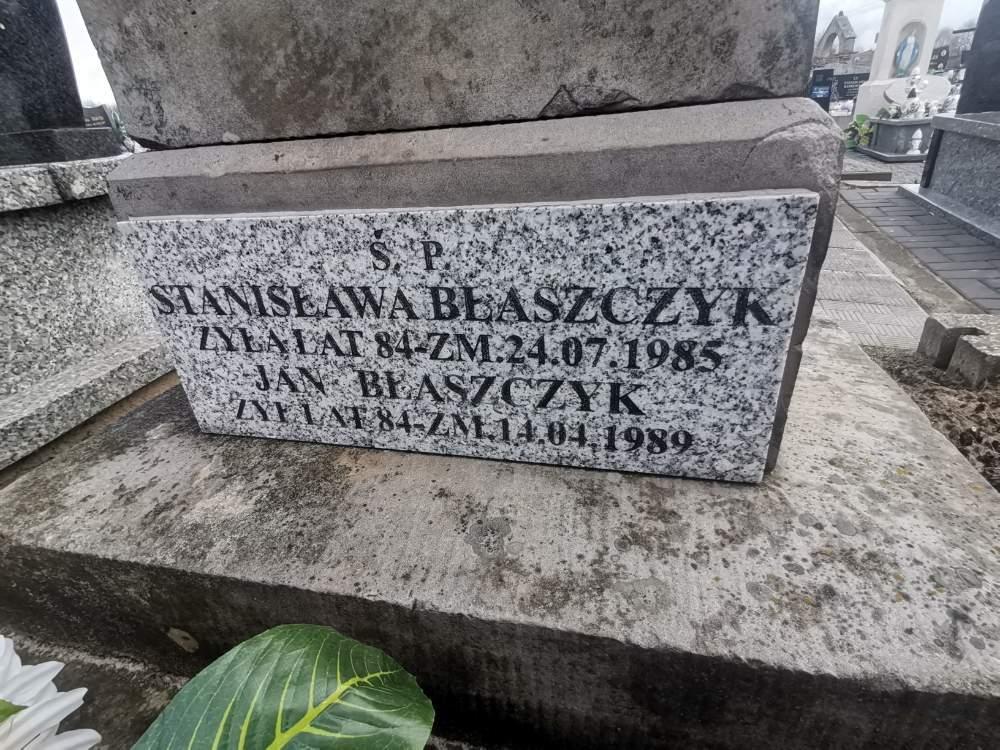 Ś. P.
STANISŁAWA BŁASZCZYK
ŻYŁA LAT 84-ZM.24.07.1985
JAN BŁASZCZYK
ŻYŁ LAT 84-ZM.14.04.1989